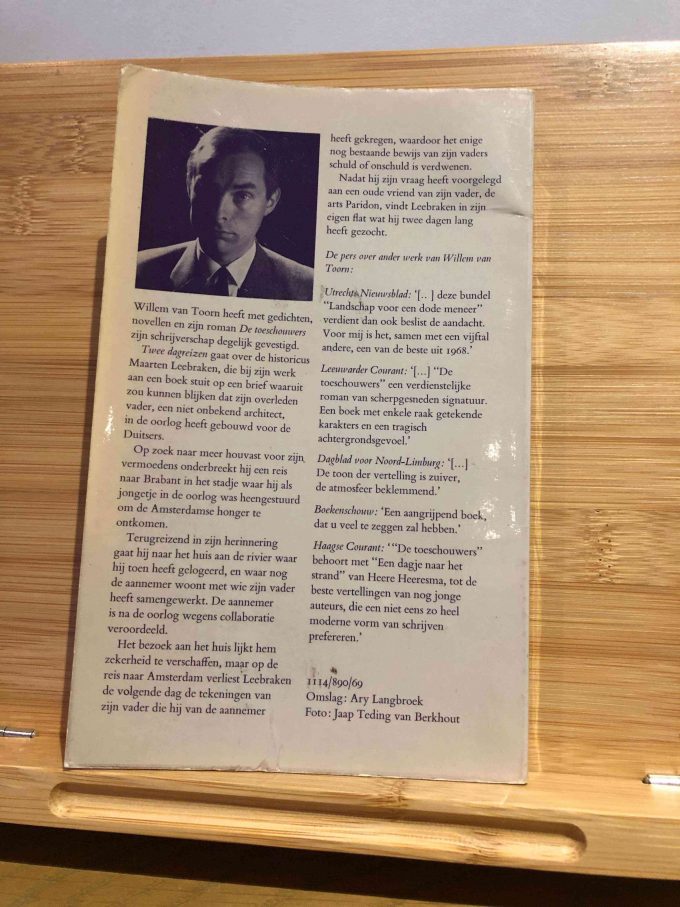 Willem van Toorn heeft met gedichten,
novellen en zijn roman De toeschouwers
zijn schrijverschap degelijk gevestigd.
Twee dagreizen gaat over de historicus
Maarten Leebraken, die bij zijn werk
aan een boek stuit op een brief waaruit
zou kunnen blijken dat zijn overleden
vader, een niet onbekend architect,
in de oorlog heeft gebouwd voor de
Duitsers.
Op zoek naar meer houvast voor zijn
vermoedens onderbreekt hij een reis
naar Brabant in het stadje waar hij als
jongetje in de oorlog was heengestuurd
om de Amsterdamse honger te
ontkomen.
Terugreizend in zijn herinnering
gaat hij naar het huis aan de rivier waar
hij toen heeft gelogeerd, en waar nog
de aannemer woont met wie zijn vader
heeft samengewerkt. De aannemer
is na de oorlog wegens collaboratie
veroordeeld.
Het bezoek aan het huis lijkt hem
zekerheid te verschaffen, maar op de
reis naar Amsterdam verliest Leebraken
de volgende dag de tekeningen van
zijn vader die hij van de aannemer
heeft gekregen, waardoor het enige
nog bestaande bewijs van zijn vaders
schuld of onschuld is verdwenen.
Nadat hij zijn vraag heeft voorgelegd
aan een oude vriend van zijn vader, de
arts Paridon, vindt Leebraken in zijn
eigen flat wat hij twee dagen lang
heeft gezocht.
De pers over ander werk van Willem van
Toorn:
Utrechts Nieuwsblad: '[.. ] deze bundel
"Landschap voor een dode meneer"
verdient dan ook beslist de aandacht.
Voor mij is het, samen met een vijftal
andere, een van de beste uit 1968.'
Leeuwarder Courant: '[...] "De
toeschouwers" een verdienstelijke
roman van scherpgesneden signatuur.
Een boek met enkele raak getekende
karakters en een tragisch
achtergrondsgevoel.'
Dagblad voor Noord-Limburg: '[...]
De toon der vertelling is zuiver,
de atmosfeer beklemmend.'
Boekenschouw: 'Een aangrijpend boek,
dat u veel te zeggen zal hebben.'
Haagse Courant: '"De toeschouwers"
behoort met "Een dagje naar het
strand" van Heere Heeresma, tot de
beste vertellingen van nog jonge
auteurs, die een niet eens zo heel
moderne vorm van schrijven
prefereren.'
1114/890/69
Omslag: Ary Langbroek
Foto: Jaap Teding van Berkhout